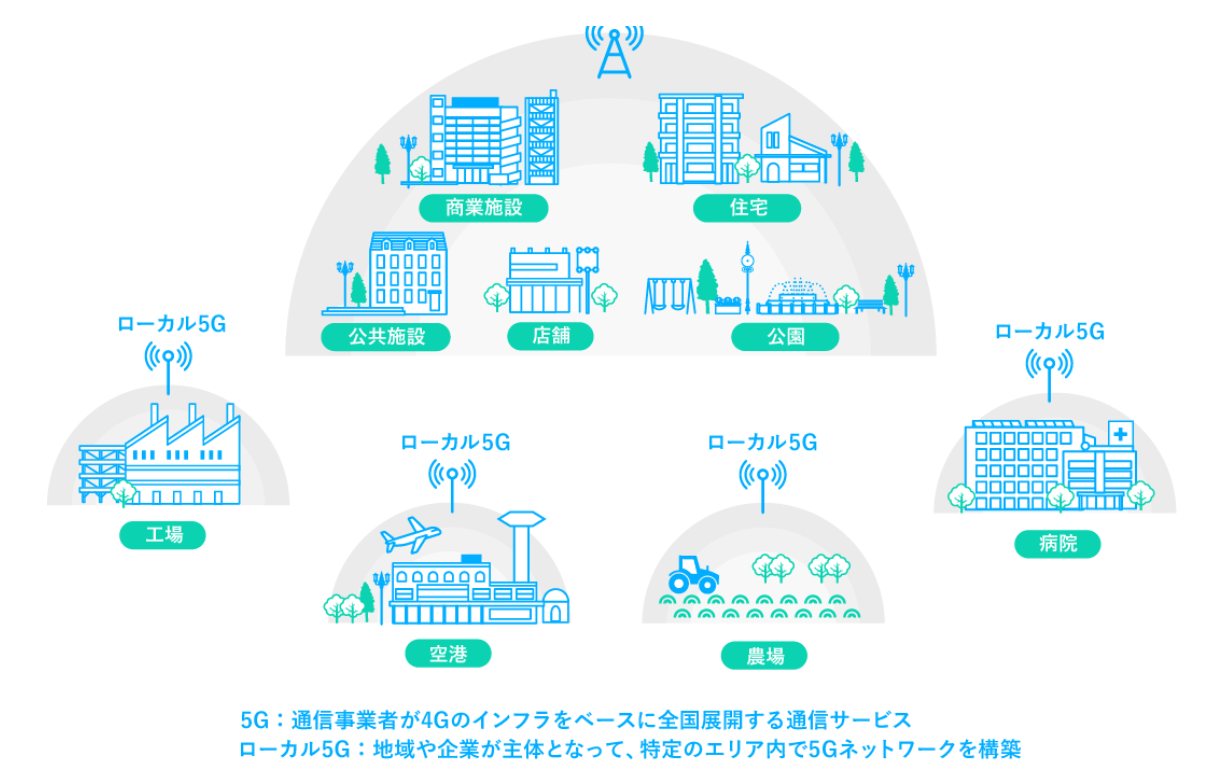 商業施設
住宅
公共施設
店舗
公園
ローカル5G
ローカル5G
ローカル5G
ローカル5G
工場
病院
空港
農場
5G：通信事業者が4Gのインフラをベースに全国展開する通信サービス
ローカル5G：地域や企業が主体となって、特定のエリア内で5Gネットワークを構築